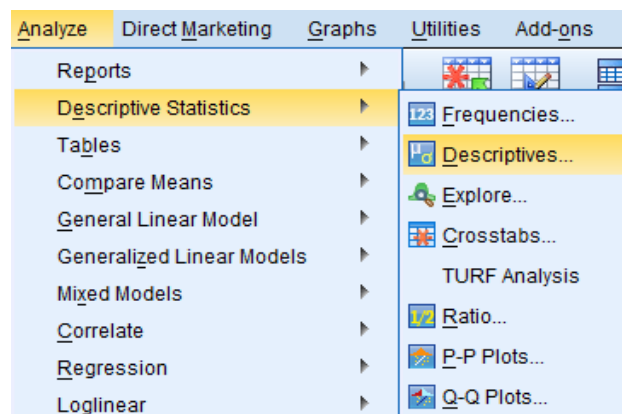 Analyze Direct Marketing Graphs Utilities Add-ons
Reports
Descriptive Statistics
Tables
Compare Means
General Linear Model
Generalized Linear Models
Mixed Models
Correlate
Regression
Loglinear
123 Frequencies...
μσ Descriptives...
Explore...
Crosstabs...
TURF Analysis
1/2 Ratio...
P-P Plots...
Q-Q Plots...